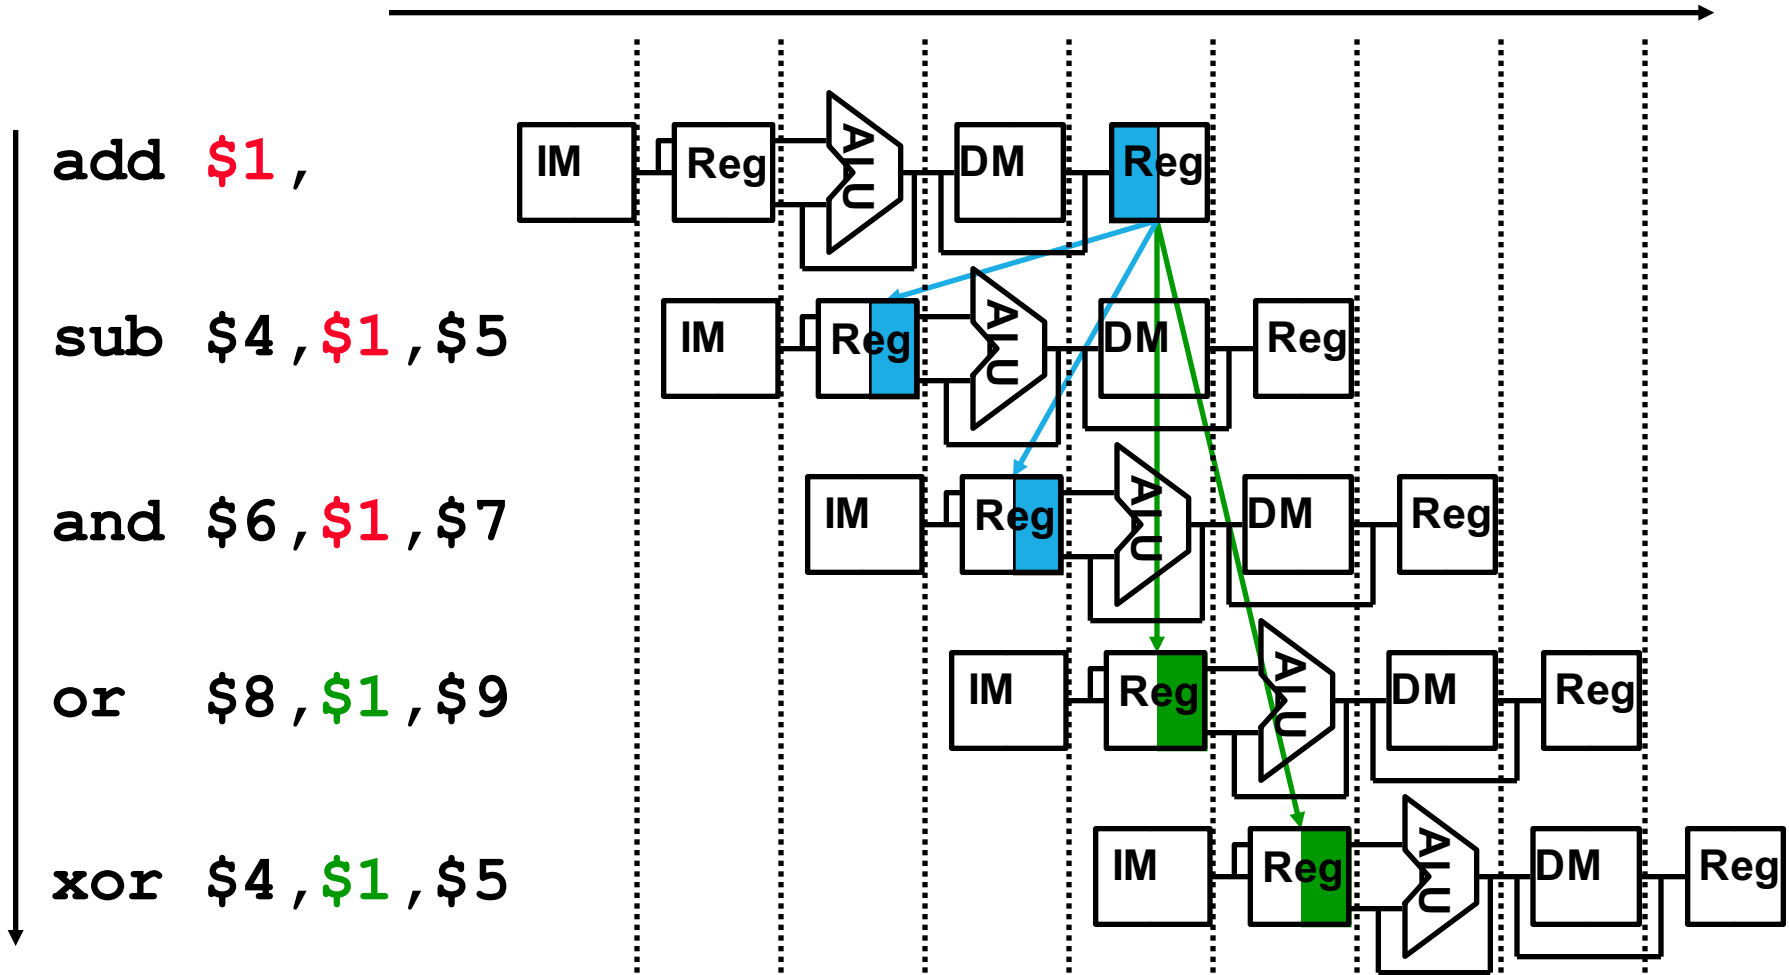 add $1, IM Reg ALU DM Reg
sub $4,$1,$5 IM Reg ALU DM Reg
and $6,$1,$7 IM Reg ALU DM Reg
or $8,$1,$9 IM Reg ALU DM Reg
xor $4,$1,$5 IM Reg ALU DM Reg